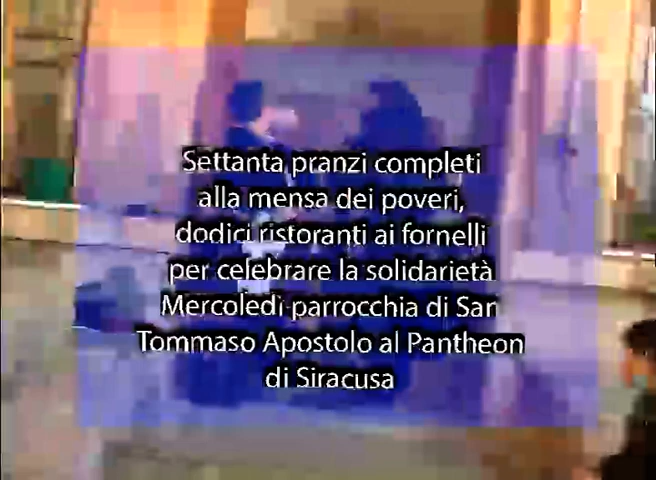 Settanta pranzi completi
alla mensa dei poveri,
dodici ristoranti ai fornelli
per celebrare la solidarietà
Mercoledì parrocchia di San
Tommaso Apostolo al Pantheon
di Siracusa